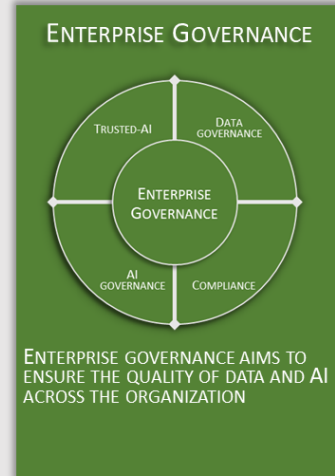 ENTERPRISE GOVERNANCE
TRUSTED-AI
DATA
GOVERNANCE
ENTERPRISE
GOVERNANCE
AI
GOVERNANCE
COMPLIANCE
ENTERPRISE GOVERNANCE AIMS TO
ENSURE THE QUALITY OF DATA AND AI
ACROSS THE ORGANIZATION